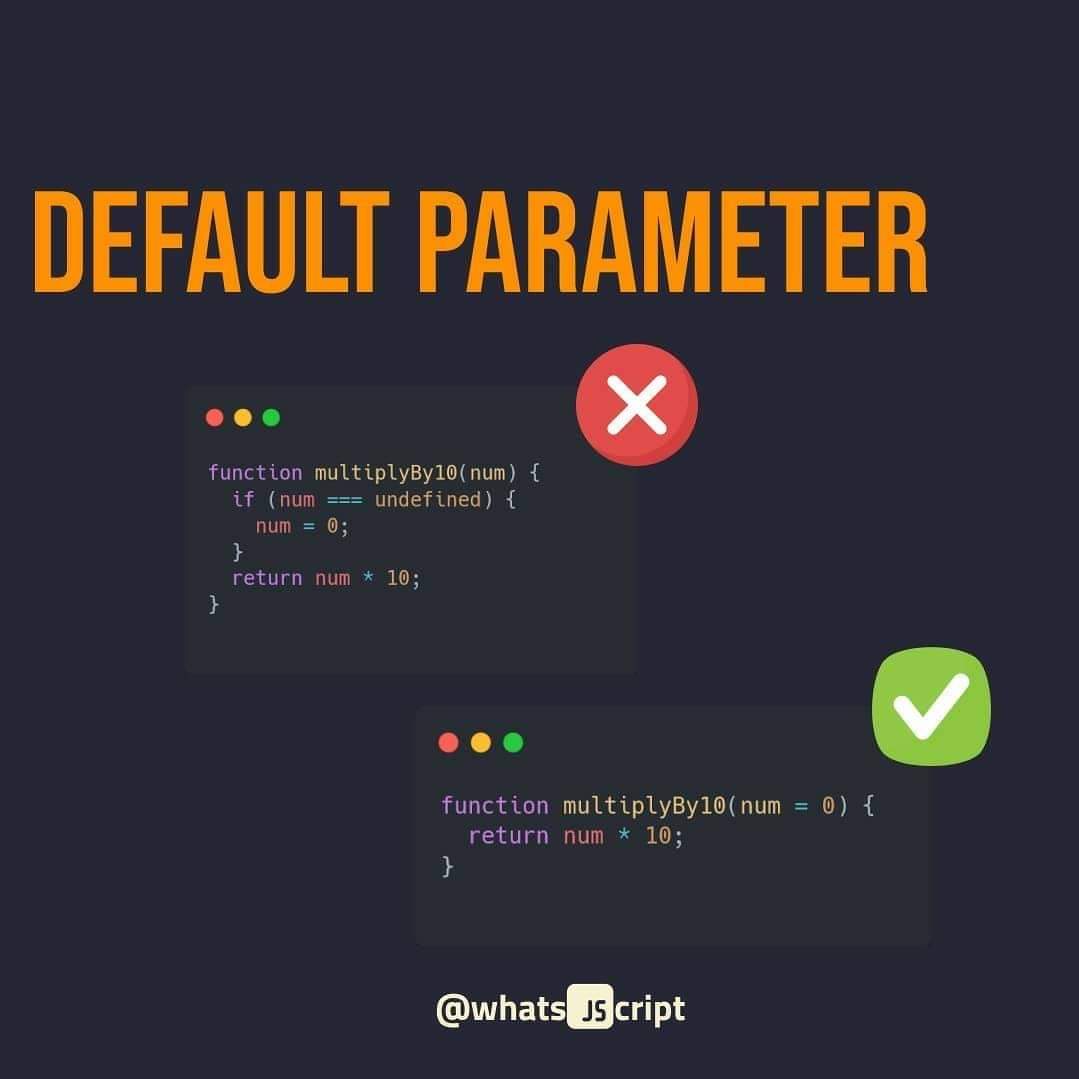 DEFAULT PARAMETER
function multiplyBy10(num) {
  if (num === undefined) {
    num = 0;
  }
  return num * 10;
}
function multiplyBy10(num = 0) {
  return num * 10;
}
@whatsJScript